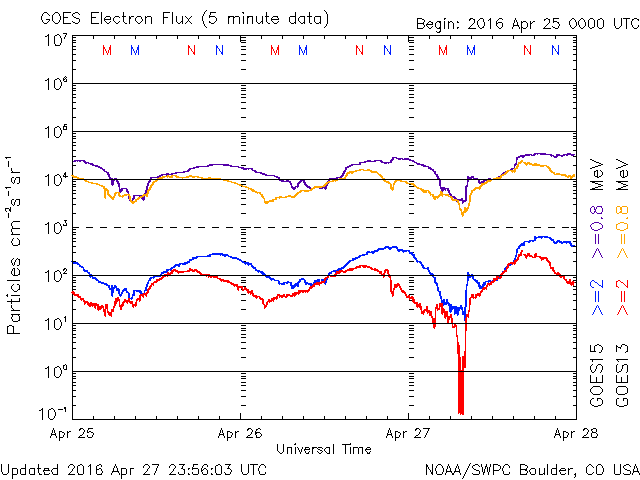 GOES Electron Flux (5 minute data)
Begin: 2016 Apr 25 0000 UTC
M M N N M M N N M M N N
10⁷
10⁶
10⁵
10⁴
10³
10²
10¹
10⁰
10⁻¹
Particles cm⁻²s⁻¹sr⁻¹
GOES15 >=2 >=0.8 MeV
GOES13 >=2 >=0.8 MeV
Apr 25 Apr 26 Apr 27 Apr 28
Universal Time
Updated 2016 Apr 27 23:56:03 UTC
NOAA/SWPC Boulder, CO USA